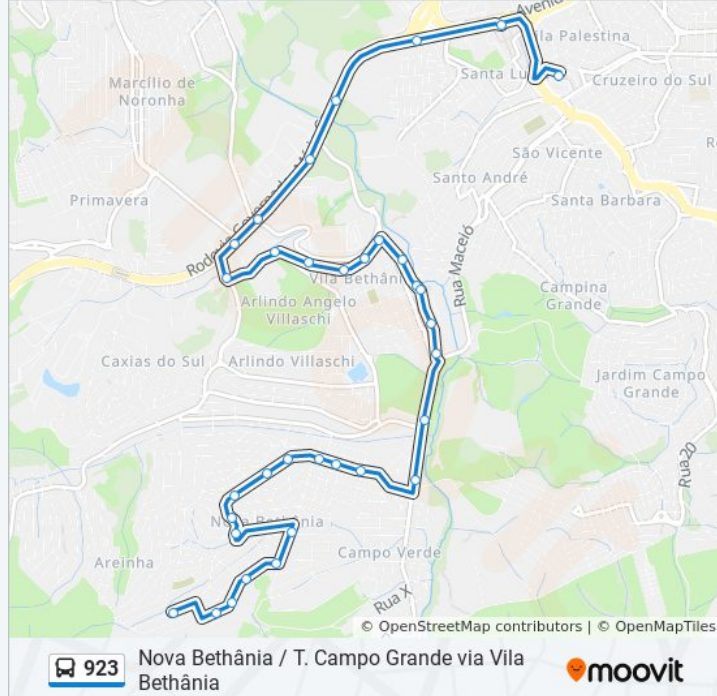 Avenid
Vila Palestina
Santa Lu
Cruzeiro do Sul
Marcílio de
Noronha
São Vicente
Santo André
Primavera
Santa Barbara
Rua Maceió
Vila Bethâni
Campina
Grande
Arlindo Angelo
Villaschi
Caxias do Sul
Arlindo Villaschi
Jardim Campo
Grande
Rua 20
Nova Bethânia
Campo Verde
Areinha
Rua X
© OpenStreetMap contributors | © OpenMapTiles
923
Nova Bethânia / T. Campo Grande via Vila
Bethânia
moovit